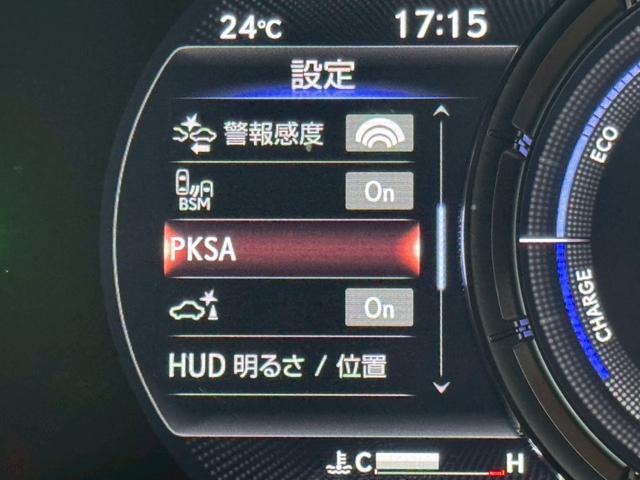 24℃ 17:15
設定
警報感度
BSM On
PKSA
On
HUD 明るさ / 位置
ECO
CHARGE
C H